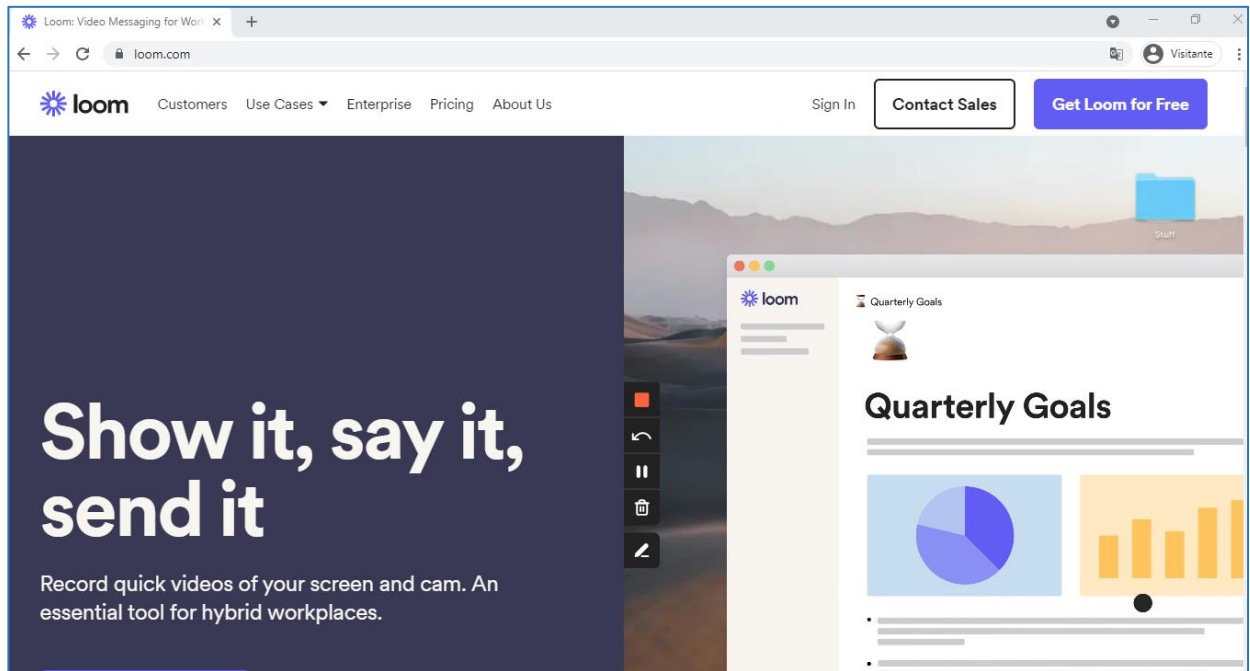 Loom: Video Messaging for Wor
loom.com
Visitante
loom
Customers Use Cases Enterprise Pricing About Us
Sign In
Contact Sales
Get Loom for Free
Show it, say it,
send it
Record quick videos of your screen and cam. An
essential tool for hybrid workplaces.
Stuff
loom
Quarterly Goals
Quarterly Goals